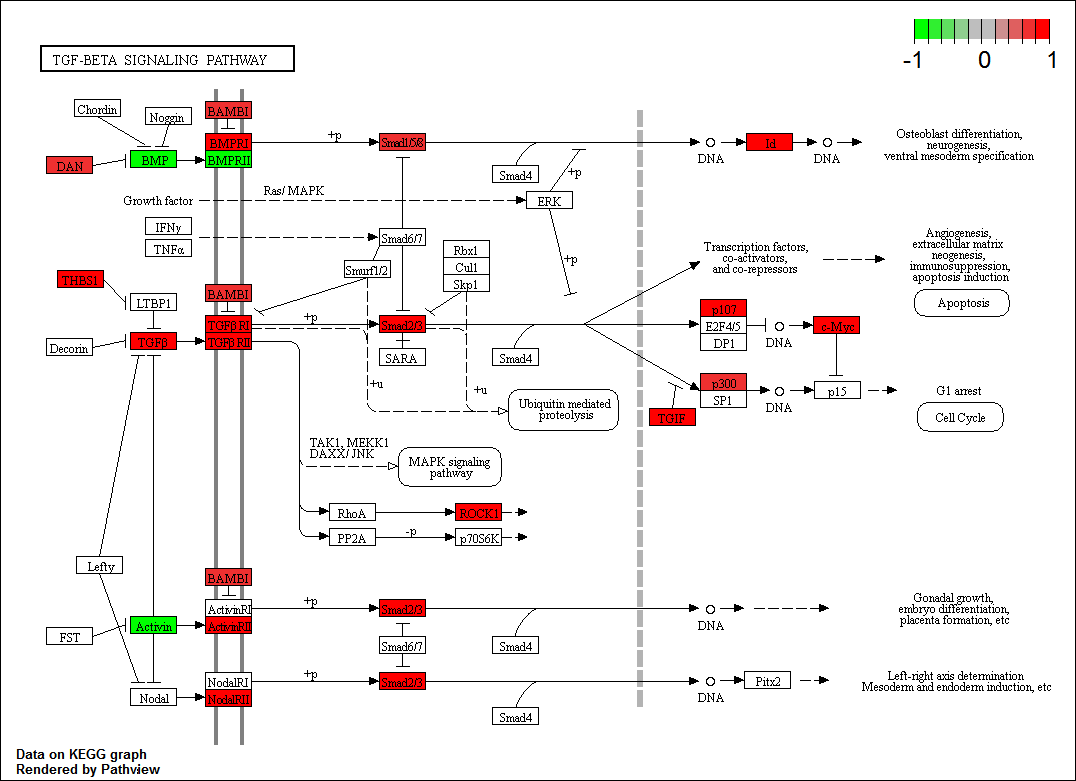 TGF-BETA SIGNALING PATHWAY
-1 0 1
Chordin
Noggin
BAMBI
DAN
BMP
BMPRI
BMPRII
+p
Smad1/5/8
Smad4
DNA
Id
DNA
Osteoblast differentiation,
neurogenesis,
ventral mesoderm specification
Growth factor
Ras/ MAPK
ERK
+p
+p
IFNγ
TNFα
Smad6/7
Smurf1/2
Rbx1
Cul1
Skp1
Transcription factors,
co-activators,
and co-repressors
Angiogenesis,
extracellular matrix
neogenesis,
immunosuppression,
apoptosis induction
Apoptosis
THBS1
LTBP1
Decorin
TGFβ
BAMBI
TGFβ RI
TGFβ RII
+p
Smad2/3
SARA
Smad4
p107
E2F4/5
DP1
DNA
c-Myc
p300
SP1
DNA
p15
TGIF
G1 arrest
Cell Cycle
+u
+u
Ubiquitin mediated
proteolysis
TAK1, MEKK1
DAXX/ JNK
MAPK signaling
pathway
RhoA
ROCK1
PP2A
-p
p70S6K
Lefty
BAMBI
FST
Activin
ActivinRI
ActivinRII
+p
Smad2/3
Smad6/7
Smad4
DNA
Gonadal growth,
embryo differentiation,
placenta formation, etc
Nodal
NodalRI
NodalRII
+p
Smad2/3
Smad4
DNA
Pitx2
Left-right axis determination
Mesoderm and endoderm induction, etc
Data on KEGG graph
Rendered by Pathview